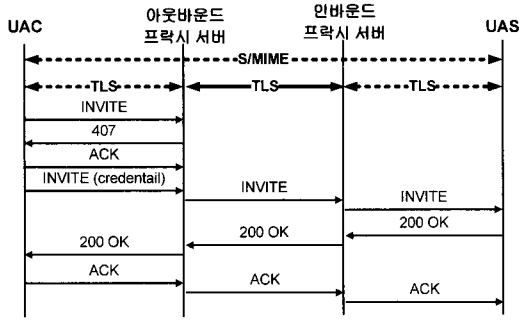 UAC
아웃바운드
프락시 서버
안바운드
프락시 서버
UAS
S/MIME
TLS
TLS
TLS
INVITE
407
ACK
INVITE (credentail)
INVITE
INVITE
200 OK
200 OK
200 OK
ACK
ACK
ACK